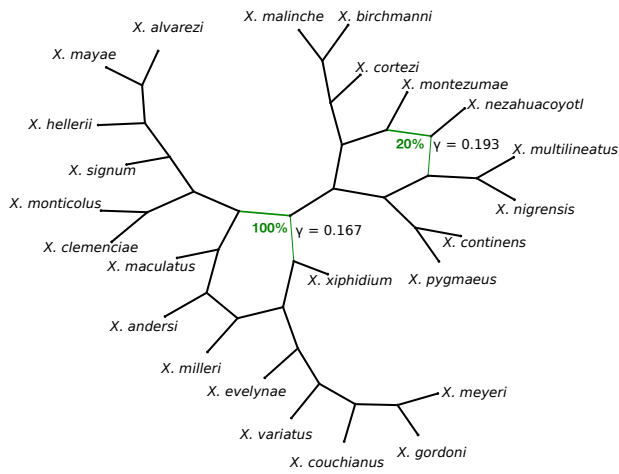 X. malinche X. birchmanni
X. alvarezi
X. mayae
X. cortezi
X. montezumae
X. nezahuacoyotl
X. hellerii
20% γ = 0.193
X. multilineatus
X. signum
X. monticolus
X. nigrensis
100% γ = 0.167
X. clemenciae
X. continens
X. maculatus
X. xiphidium
X. pygmaeus
X. andersi
X. milleri
X. evelynae
X. meyeri
X. variatus
X. gordoni
X. couchianus